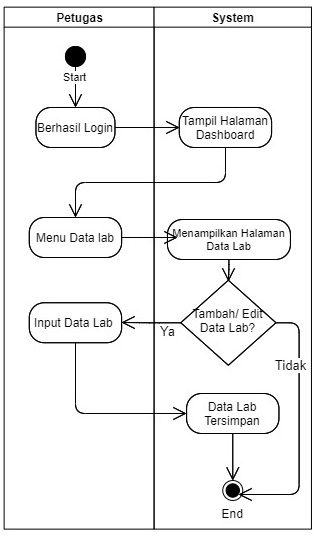 Petugas
System
Start
Berhasil Login
Tampil Halaman
Dashboard
Menu Data lab
Menampilkan Halaman
Data Lab
Tambah/ Edit
Data Lab?
Input Data Lab
Ya
Tidak
Data Lab
Tersimpan
End